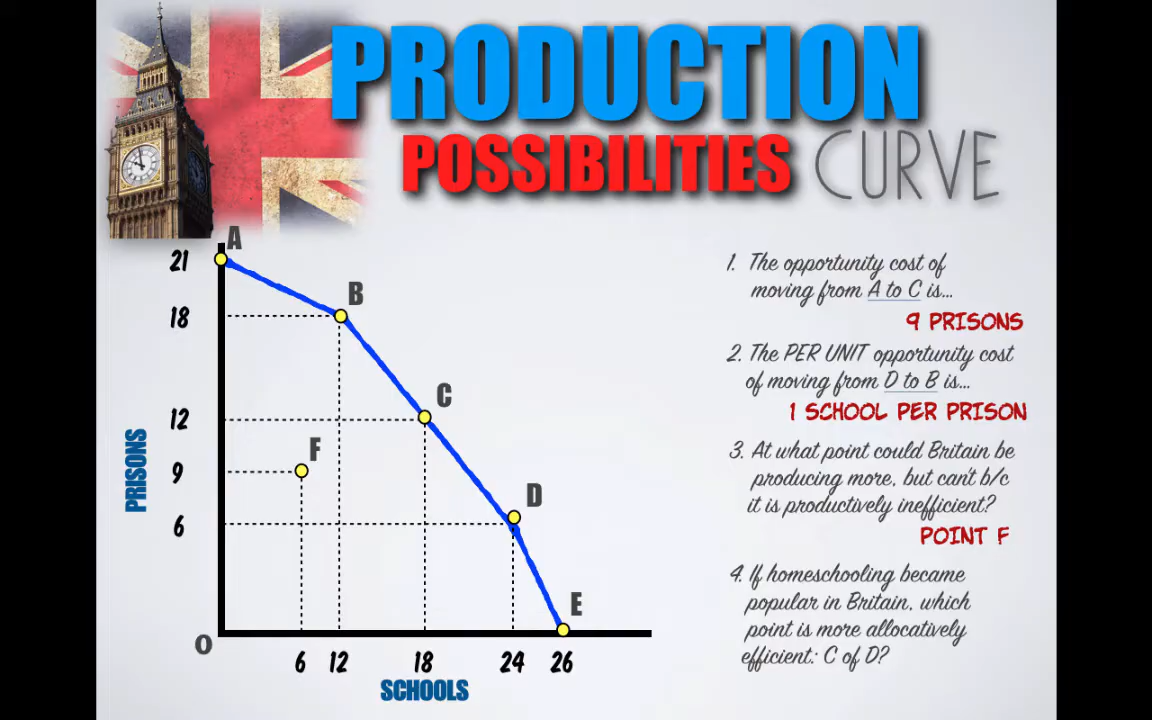 PRODUCTION
POSSIBILITIES CURVE
A
21
B
18
C
12
F
9
D
6
E
PRISONS
0
6 12 18 24 26
SCHOOLS
1. The opportunity cost of
moving from A to C is...
9 PRISONS
2. The PER UNIT opportunity cost
of moving from D to B is...
1 SCHOOL PER PRISON
3. At what point could Britain be
producing more, but can't b/c
it is productively inefficient?
POINT F
4. If homeschooling became
popular in Britain, which
point is more allocatively
efficient: C of D?